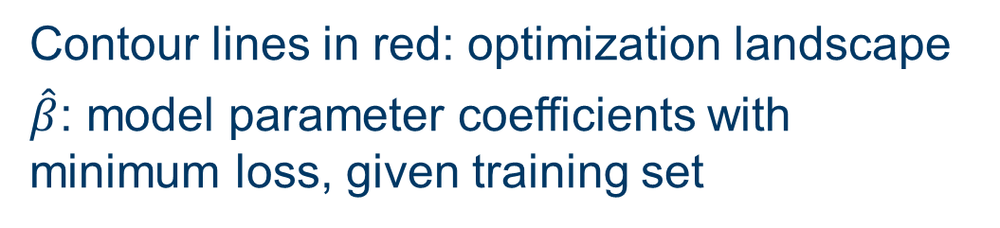 Contour lines in red: optimization landscape
β̂: model parameter coefficients with
minimum loss, given training set